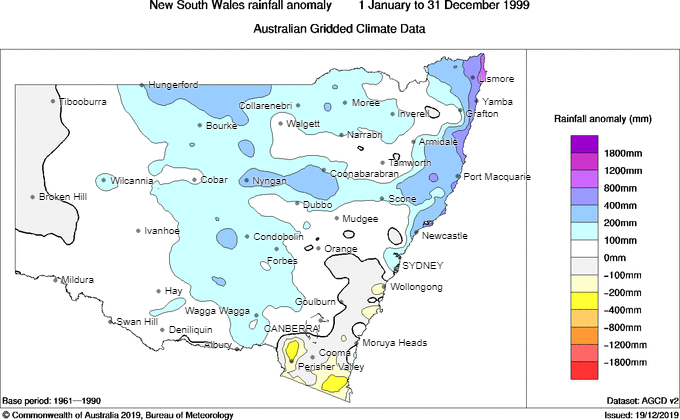 New South Wales rainfall anomaly 1 January to 31 December 1999
Australian Gridded Climate Data
Lismore
Hungerford
Tibooburra
Collarenebri
Moree
Yamba
Inverell
Grafton
Bourke
Walgett
Narrabri
Armidale
Tamworth
Coonabarabran
Port Macquarie
Wilcannia
Cobar
Nyngan
Broken Hill
Dubbo
Scone
Mudgee
Ivanhoe
Condobolin
Newcastle
Orange
Forbes
SYDNEY
Mildura
Hay
Wollongong
Goulburn
Wagga Wagga
Swan Hill
Deniliquin
CANBERRA
Albury
Moruya Heads
Cooma
Perisher Valley
Rainfall anomaly (mm)
1800mm
1200mm
800mm
400mm
200mm
100mm
0mm
-100mm
-200mm
-400mm
-800mm
-1200mm
-1800mm
Base period: 1961—1990
Dataset: AGCD v2
© Commonwealth of Australia 2019, Bureau of Meteorology
Issued: 19/12/2019